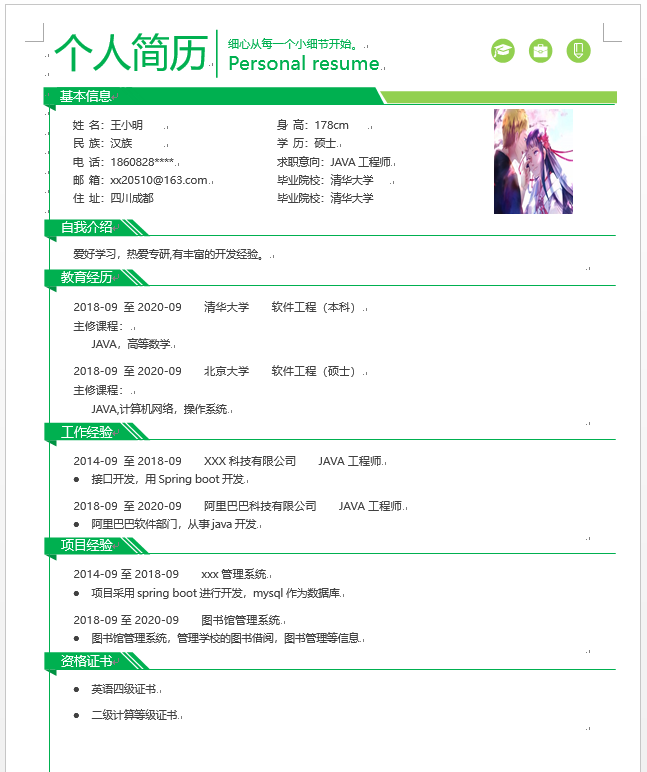 个人简历
细心从每一个小细节开始。
Personal resume
基本信息
姓 名：王小明 身 高：178cm
民 族：汉族 学 历：硕士
电 话：1860828**** 求职意向：JAVA 工程师
邮 箱：xx20510@163.com 毕业院校：清华大学
住 址：四川成都 毕业院校：清华大学
自我介绍
爱好学习，热爱专研,有丰富的开发经验。
教育经历
2018-09 至 2020-09 清华大学 软件工程（本科）
主修课程：
JAVA，高等数学
2018-09 至 2020-09 北京大学 软件工程（硕士）
主修课程：
JAVA,计算机网络，操作系统
工作经验
2014-09 至 2018-09 XXX 科技有限公司 JAVA 工程师
● 接口开发，用 Spring boot 开发
2018-09 至 2020-09 阿里巴巴科技有限公司 JAVA 工程师
● 阿里巴巴软件部门，从事 java 开发
项目经验
2014-09 至 2018-09 xxx 管理系统
● 项目采用 spring boot 进行开发，mysql 作为数据库
2018-09 至 2020-09 图书馆管理系统
● 图书馆管理系统，管理学校的图书借阅，图书管理等信息
资格证书
● 英语四级证书
● 二级计算等级证书